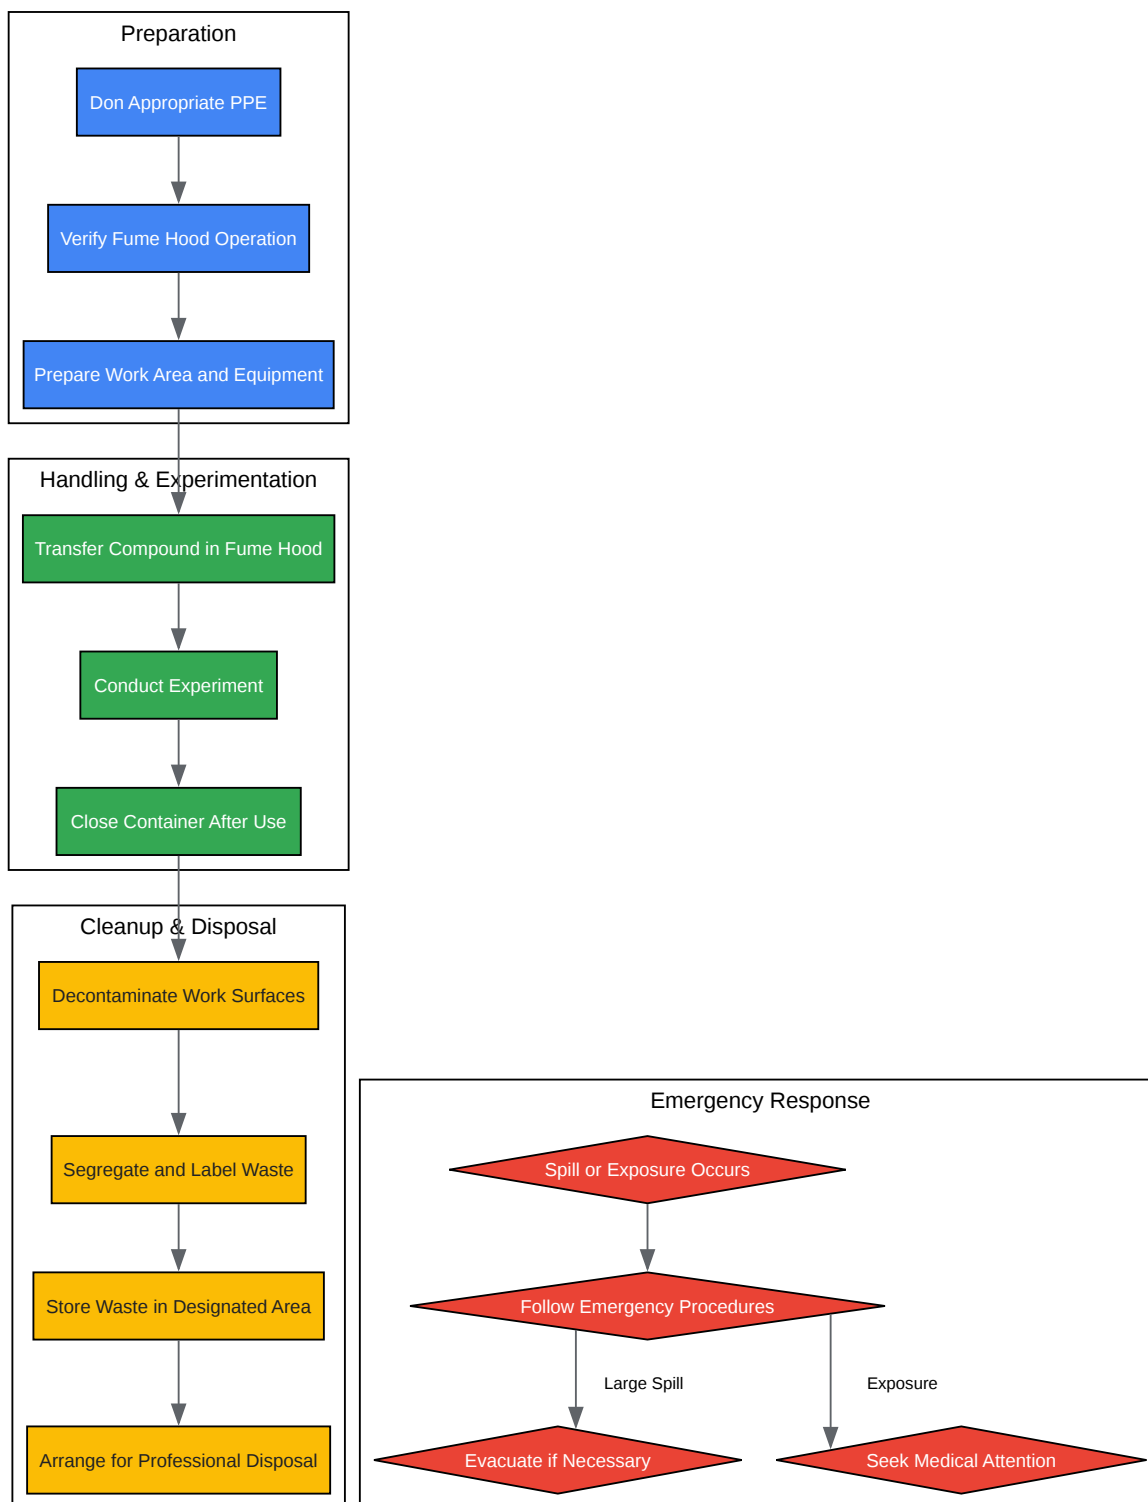 Preparation
Don Appropriate PPE
Verify Fume Hood Operation
Prepare Work Area and Equipment
Handling & Experimentation
Transfer Compound in Fume Hood
Conduct Experiment
Close Container After Use
Cleanup & Disposal
Decontaminate Work Surfaces
Segregate and Label Waste
Store Waste in Designated Area
Arrange for Professional Disposal
Emergency Response
Spill or Exposure Occurs
Follow Emergency Procedures
Large Spill
Exposure
Evacuate if Necessary
Seek Medical Attention